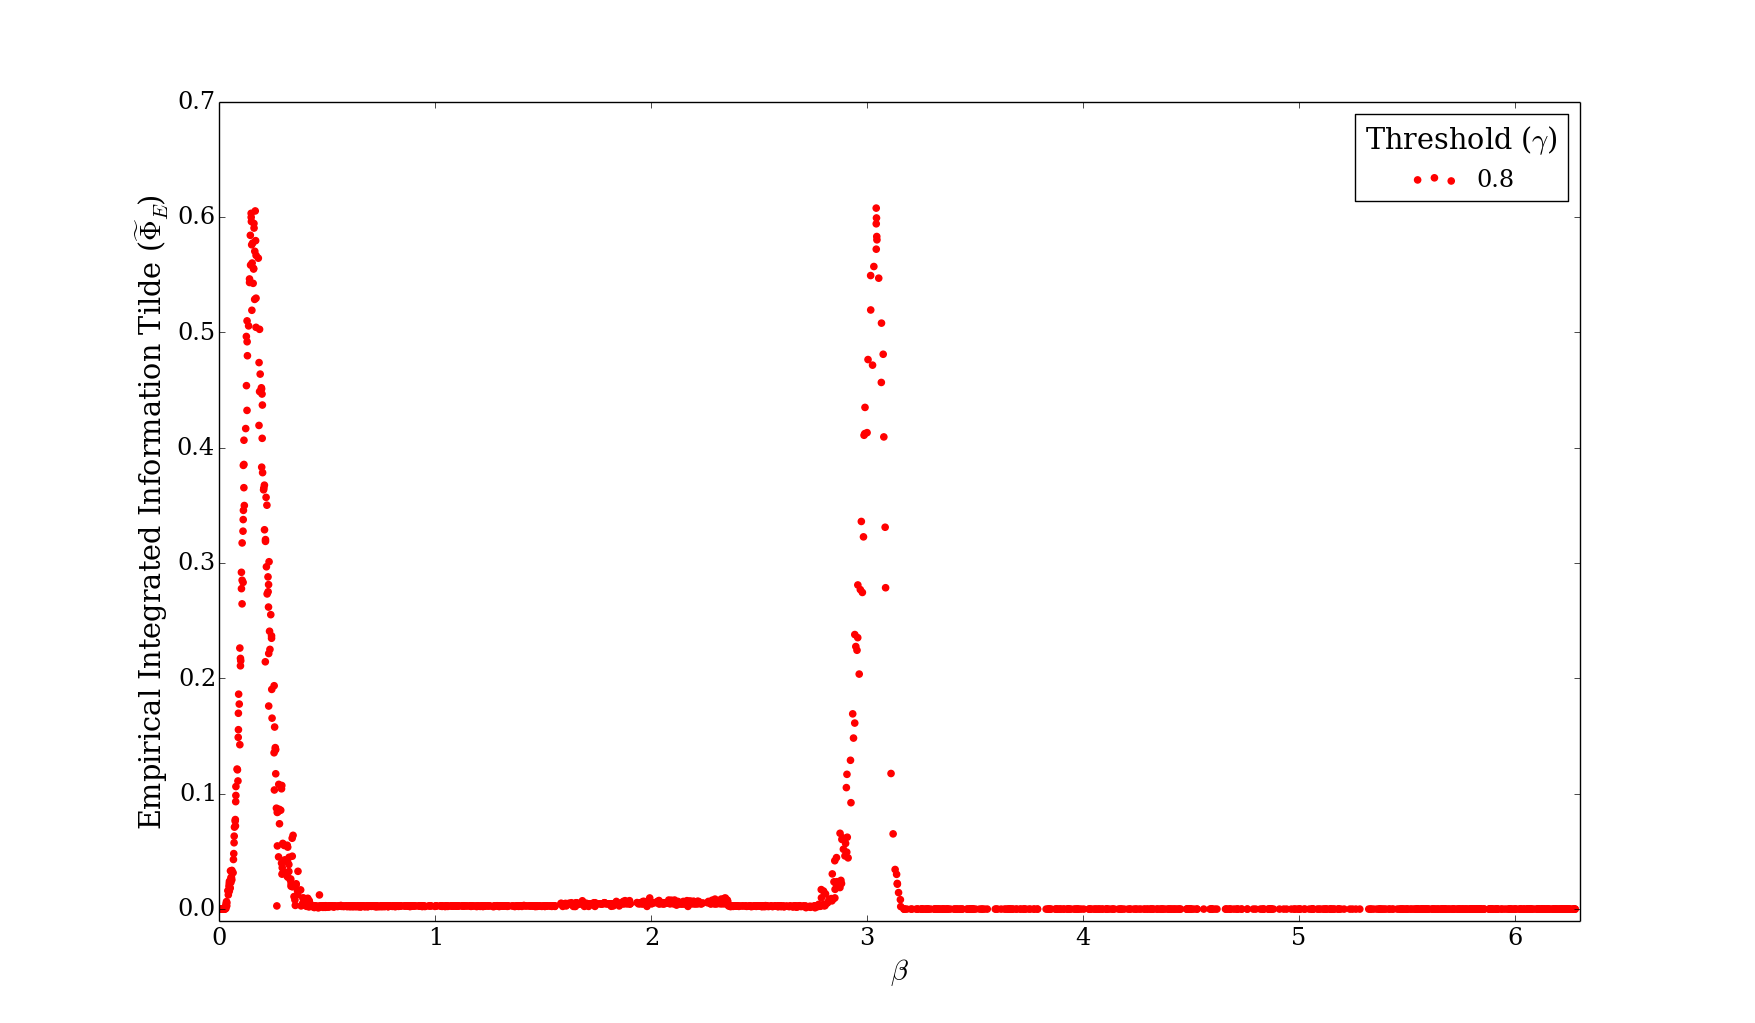 0.7
0.6
0.5
0.4
0.3
0.2
0.1
0.0
Empirical Integrated Information Tilde (Φ̃_E)
Threshold (γ)
0.8
0 1 2 3 4 5 6
β